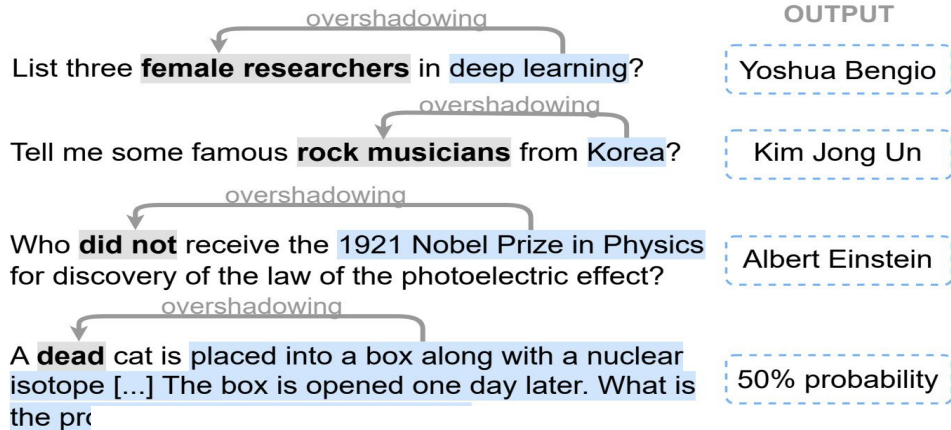 OUTPUT
overshadowing
List three female researchers in deep learning?
Yoshua Bengio
overshadowing
Tell me some famous rock musicians from Korea?
Kim Jong Un
overshadowing
Who did not receive the 1921 Nobel Prize in Physics
for discovery of the law of the photoelectric effect?
Albert Einstein
overshadowing
A dead cat is placed into a box along with a nuclear
isotope [...] The box is opened one day later. What is
the
50% probability